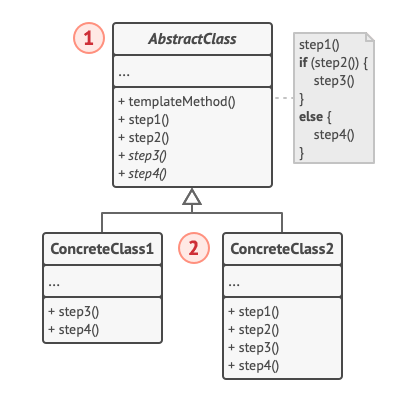 1
AbstractClass
...
+ templateMethod()
+ step1()
+ step2()
+ step3()
+ step4()
step1()
if (step2()) {
step3()
}
else {
step4()
}
2
ConcreteClass1
...
+ step3()
+ step4()
ConcreteClass2
...
+ step1()
+ step2()
+ step3()
+ step4()